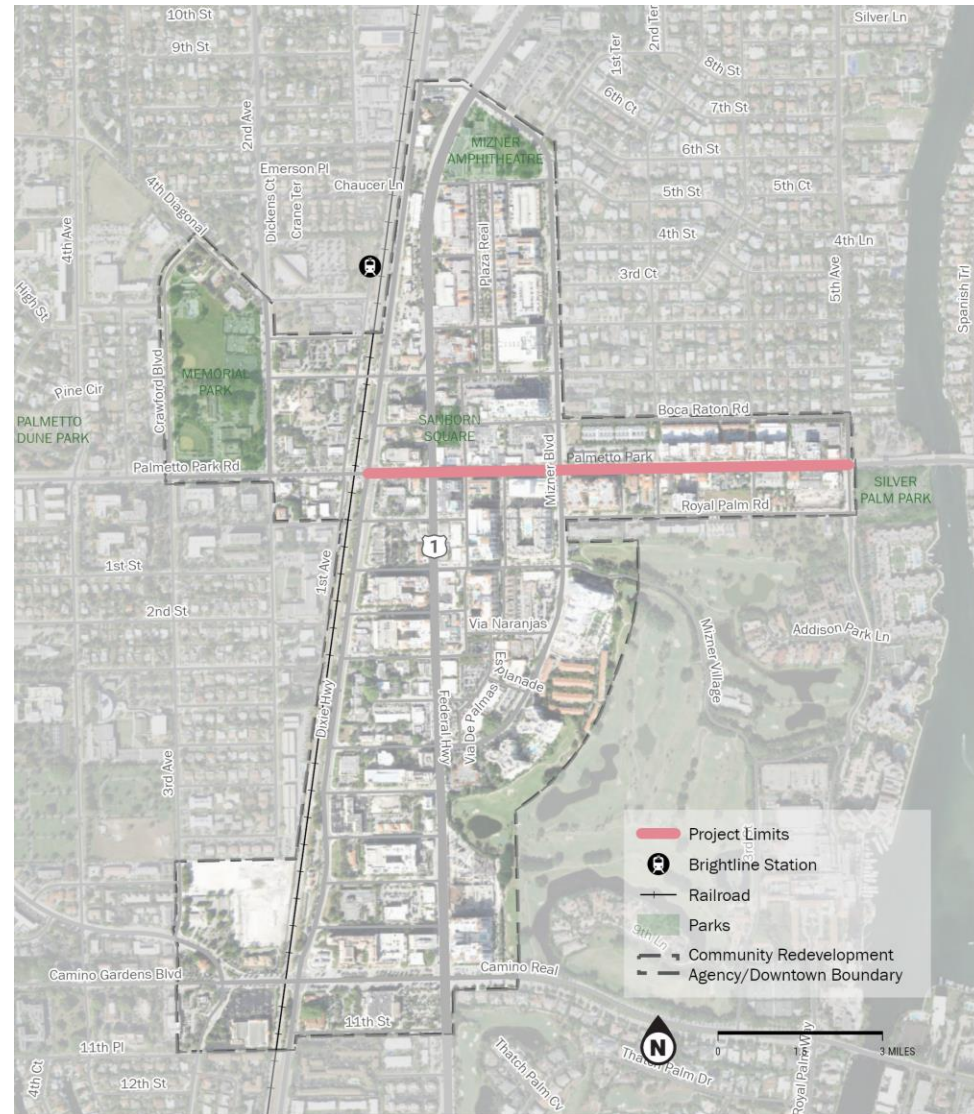 10th St
9th St
2nd Ave
1st Ter
2nd Ter
Silver Ln
8th St
6th Ct
7th St
6th St
MIZNER
AMPHITHEATRE
Emerson Pl
Chaucer Ln
Dickens Ct
Crane Ter
4th Diagonal
4th Ave
5th St
5th Ct
4th St
4th Ln
Plaza Real
3rd Ct
5th Ave
Spanish Trl
High St
Crawford Blvd
MEMORIAL
PARK
Pine Cir
PALMETTO
DUNE PARK
SANBORN
SQUARE
Boca Raton Rd
Palmetto Park Rd
Mizner Blvd
Palmetto Park
SILVER
PALM PARK
Royal Palm Rd
1
1st St
1st Ave
2nd St
Via Naranjas
Addison Park Ln
Mizner Village
Esplanade
Via De Palmas
Dixie Hwy
Federal Hwy
3rd Ave
Project Limits
Brightline Station
Railroad
Parks
Community Redevelopment
Agency/Downtown Boundary
9th Ln
Camino Gardens Blvd
Camino Real
11th St
11th Pl
12th St
4th Ct
Thatch Palm Cv
Thatch Palm Dr
Royal Palm Way
N
0
1.5
3 MILES